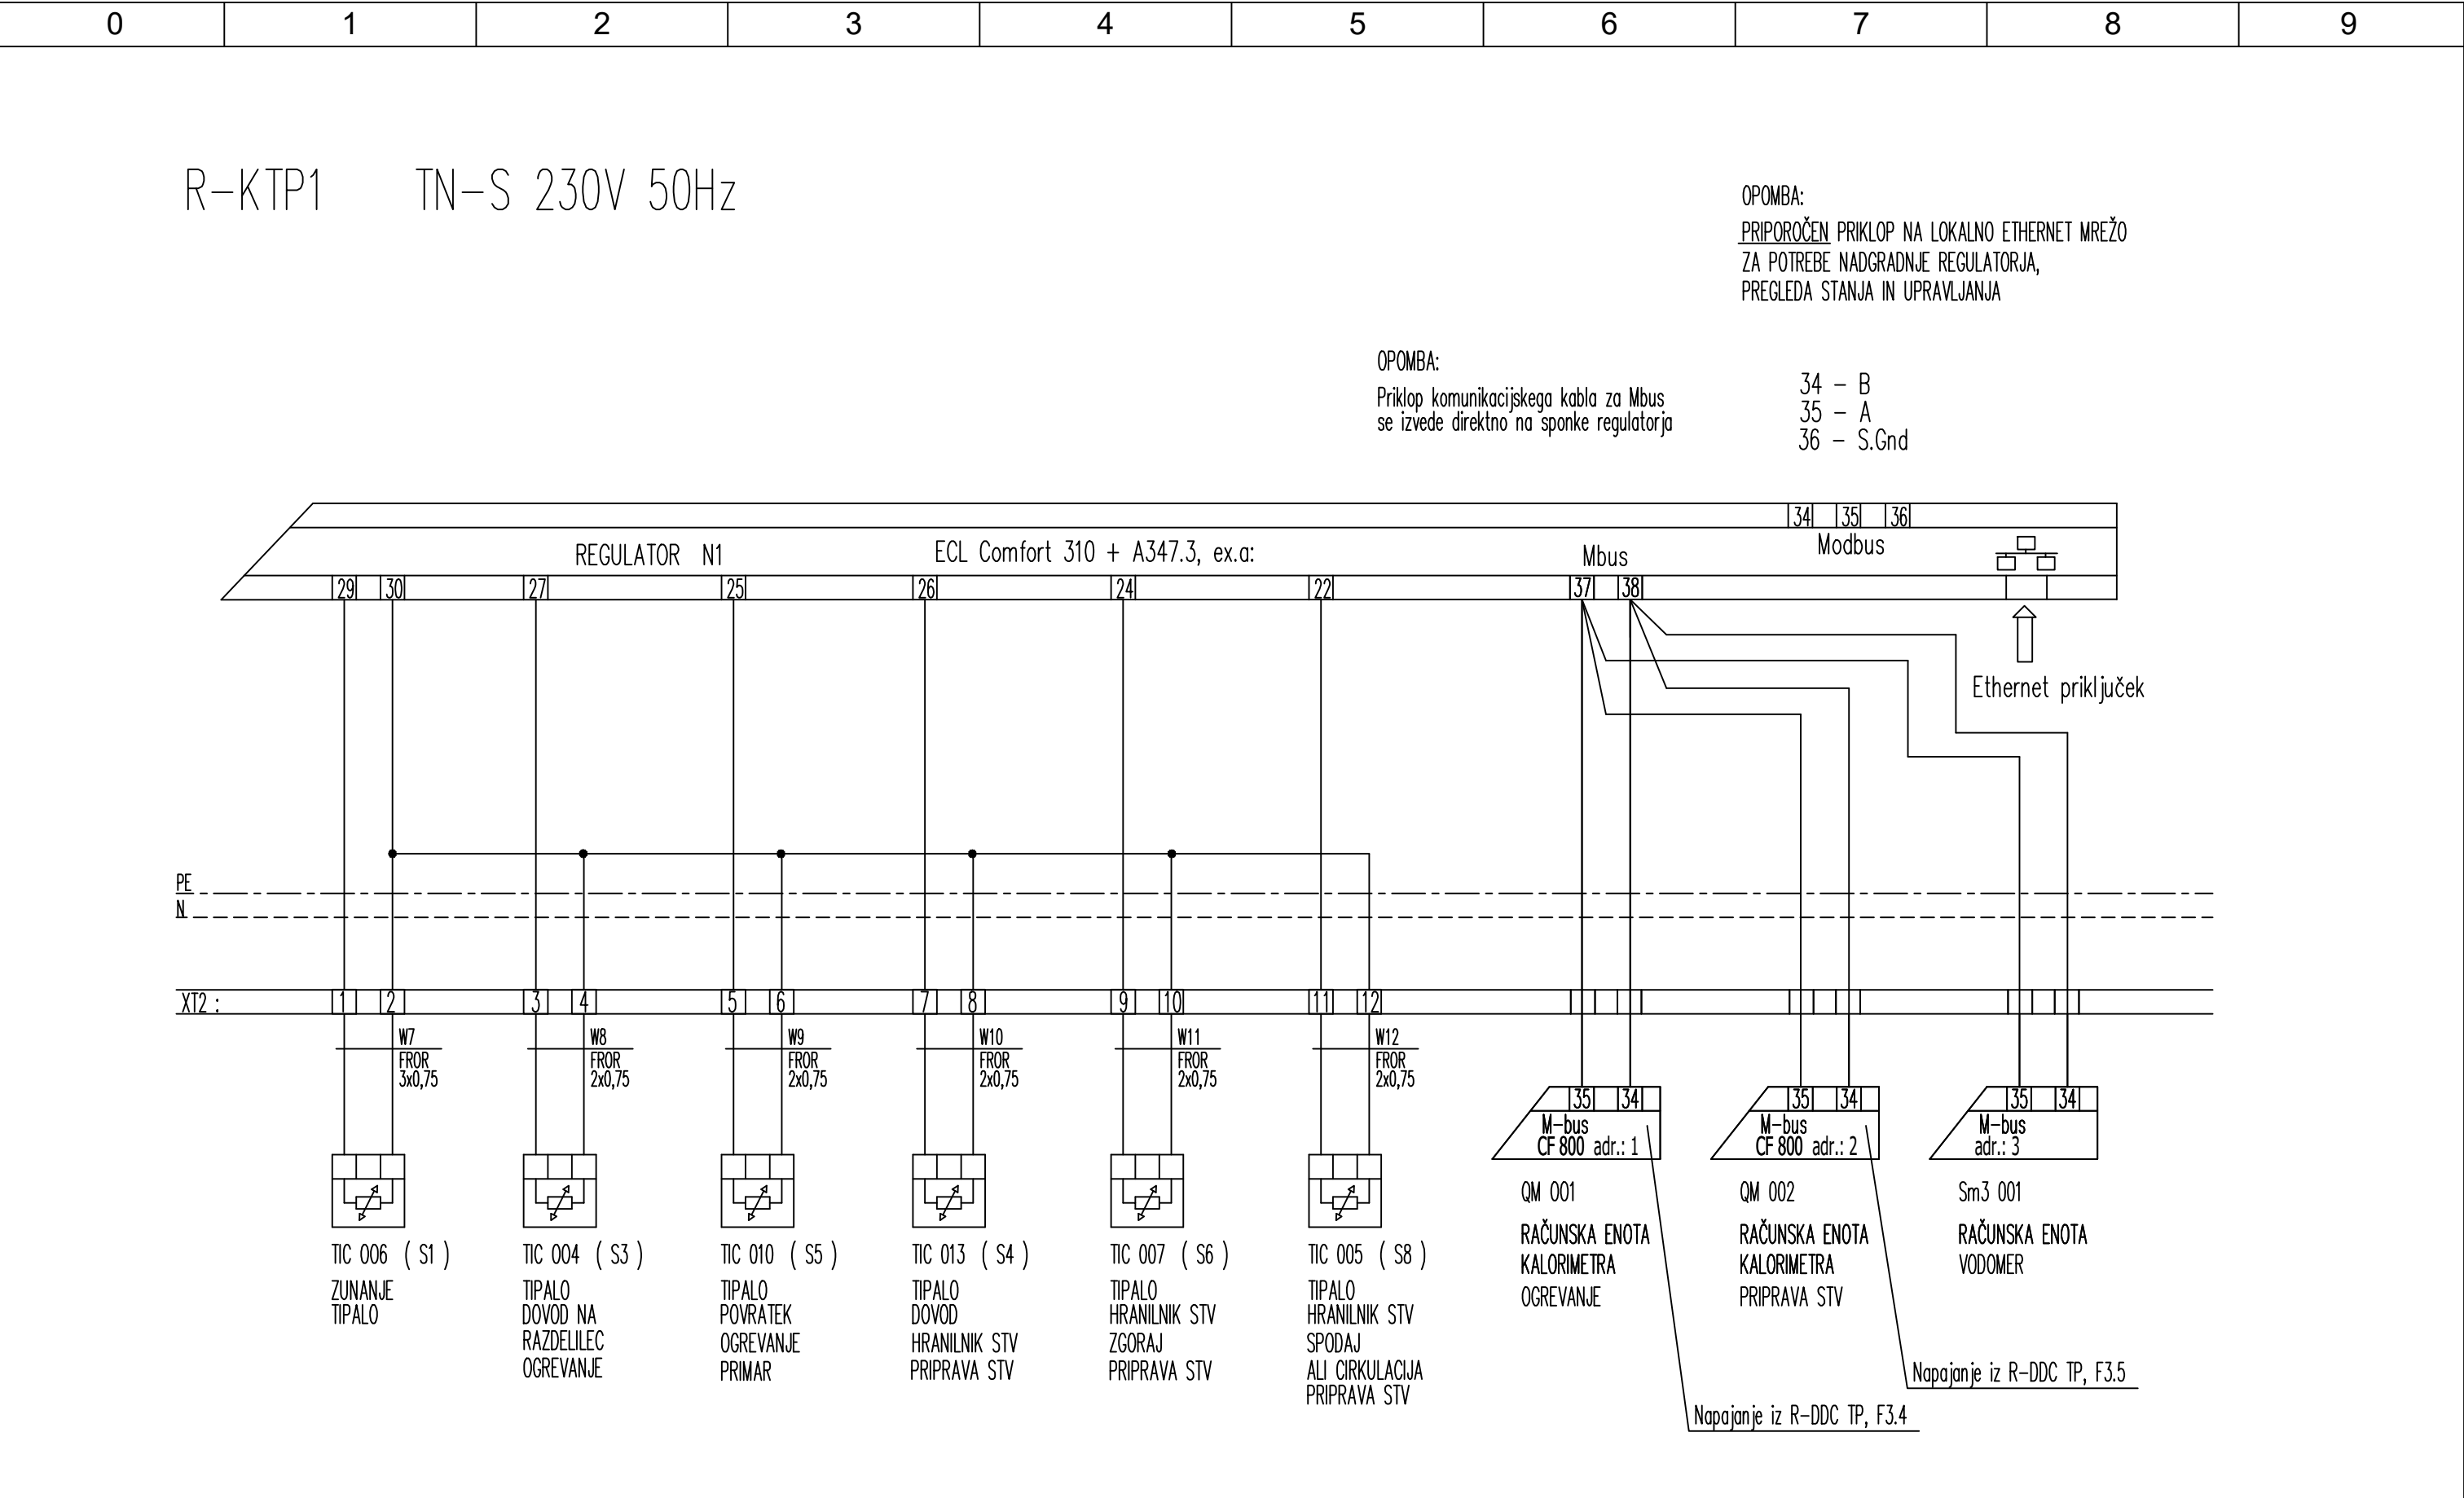 0 1 2 3 4 5 6 7 8 9
R-KTP1 TN-S 230V 50Hz
OPOMBA:
PRIPOROČEN PRIKLOP NA LOKALNO ETHERNET MREŽO
ZA POTREBE NADGRADNJE REGULATORJA,
PREGLEDA STANJA IN UPRAVLJANJA
OPOMBA:
Priklop komunikacijskega kabla za Mbus
se izvede direktno na sponke regulatorja
34 - B
35 - A
36 - S.Gnd
34 35 36
REGULATOR N1 ECL Comfort 310 + A347.3, ex.a: Mbus Modbus
29 30 27 25 26 24 22 37 38
Ethernet priključek
PE
N
XT2 : 1 2 3 4 5 6 7 8 9 10 11 12
W7
FROR
3x0,75
W8
FROR
2x0,75
W9
FROR
2x0,75
W10
FROR
2x0,75
W11
FROR
2x0,75
W12
FROR
2x0,75
35 34
M-bus
CF 800 adr.: 1
35 34
M-bus
CF 800 adr.: 2
35 34
M-bus
adr.: 3
TIC 006 ( S1 )
ZUNANJE
TIPALO
TIC 004 ( S3 )
TIPALO
DOVOD NA
RAZDELILEC
OGREVANJE
TIC 010 ( S5 )
TIPALO
POVRATEK
OGREVANJE
PRIMAR
TIC 013 ( S4 )
TIPALO
DOVOD
HRANILNIK STV
PRIPRAVA STV
TIC 007 ( S6 )
TIPALO
HRANILNIK STV
ZGORAJ
PRIPRAVA STV
TIC 005 ( S8 )
TIPALO
HRANILNIK STV
SPODAJ
ALI CIRKULACIJA
PRIPRAVA STV
QM 001
RAČUNSKA ENOTA
KALORIMETRA
OGREVANJE
QM 002
RAČUNSKA ENOTA
KALORIMETRA
PRIPRAVA STV
Sm3 001
RAČUNSKA ENOTA
VODOMER
Napajanje iz R-DDC TP, F3.5
Napajanje iz R-DDC TP, F3.4